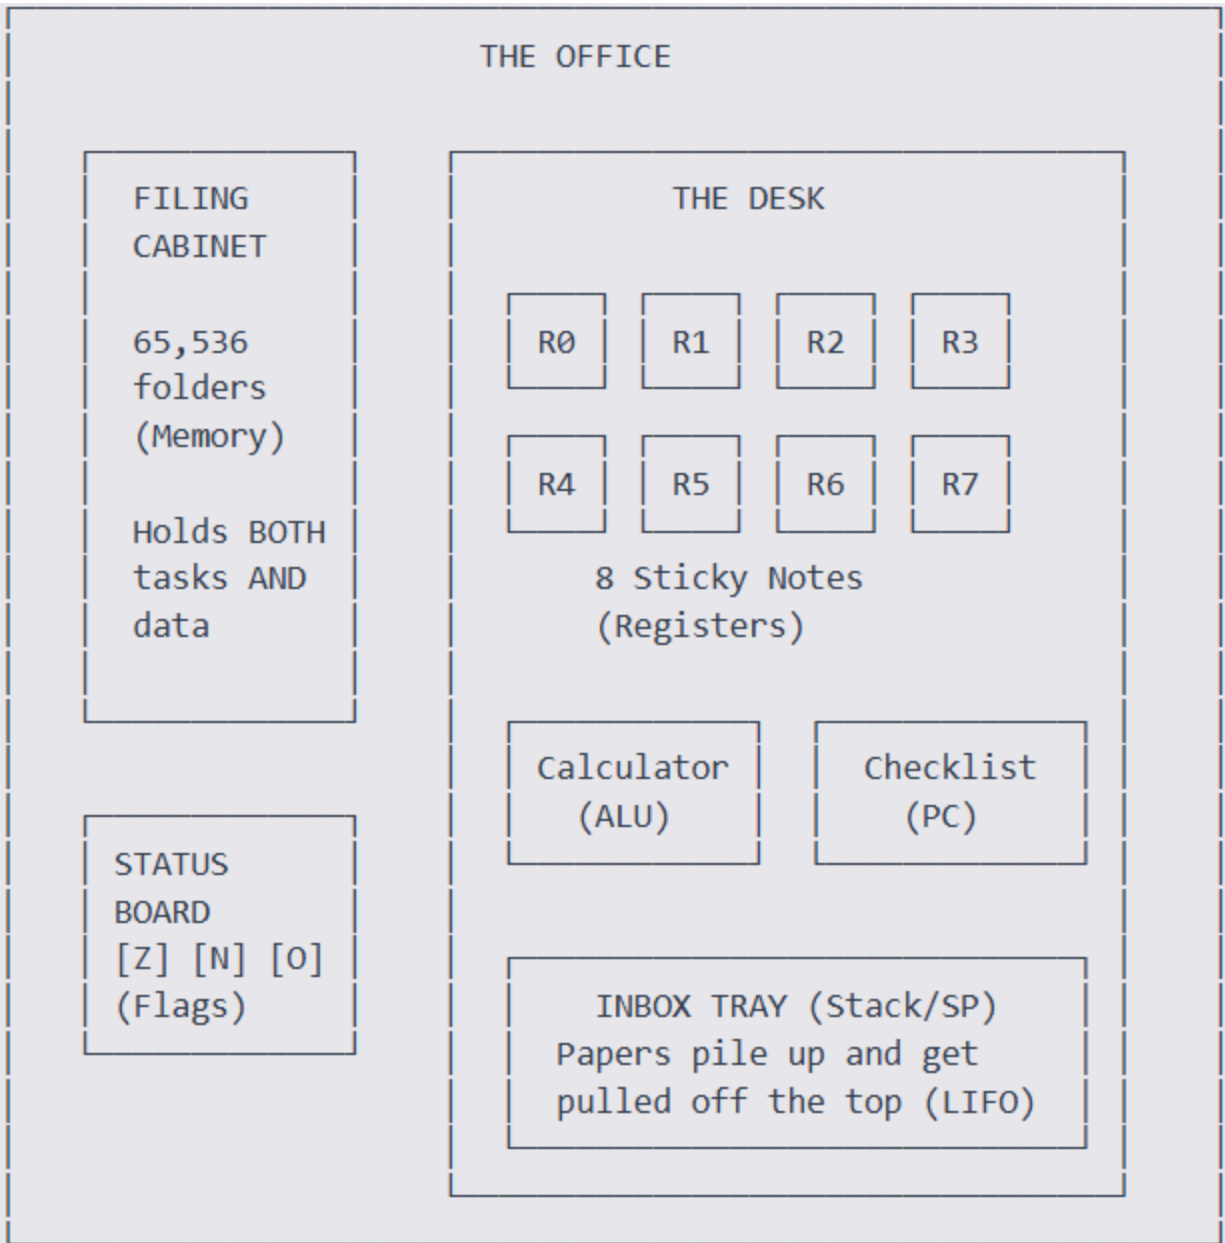 THE OFFICE
FILING
CABINET
65,536
folders
(Memory)
Holds BOTH
tasks AND
data
STATUS
BOARD
[Z] [N] [O]
(Flags)
THE DESK
R0 R1 R2 R3
R4 R5 R6 R7
8 Sticky Notes
(Registers)
Calculator
(ALU)
Checklist
(PC)
INBOX TRAY (Stack/SP)
Papers pile up and get
pulled off the top (LIFO)